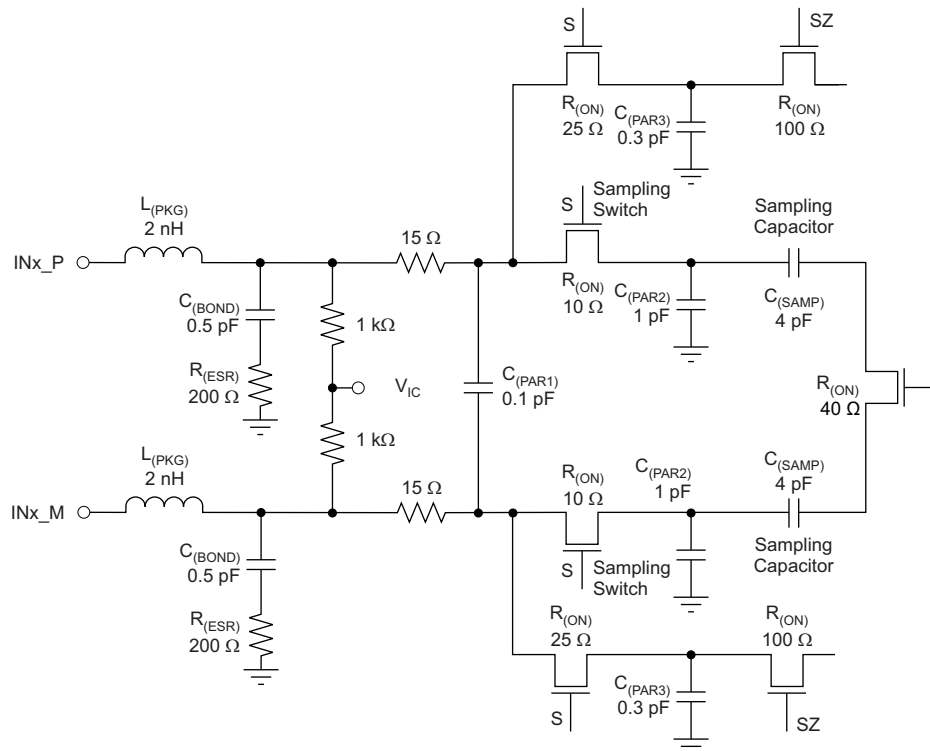 S
SZ
R(ON)
25 Ω
C(PAR3)
0.3 pF
R(ON)
100 Ω
Sampling
Switch
S
Sampling
Capacitor
L(PKG)
2 nH
15 Ω
INx_P
R(ON)
10 Ω
C(PAR2)
1 pF
C(SAMP)
4 pF
C(BOND)
0.5 pF
1 kΩ
R(ESR)
200 Ω
VIC
C(PAR1)
0.1 pF
R(ON)
40 Ω
1 kΩ
L(PKG)
2 nH
15 Ω
R(ON)
10 Ω
C(PAR2)
1 pF
C(SAMP)
4 pF
INx_M
C(BOND)
0.5 pF
S
Sampling
Switch
Sampling
Capacitor
R(ESR)
200 Ω
R(ON)
25 Ω
R(ON)
100 Ω
C(PAR3)
0.3 pF
S
SZ